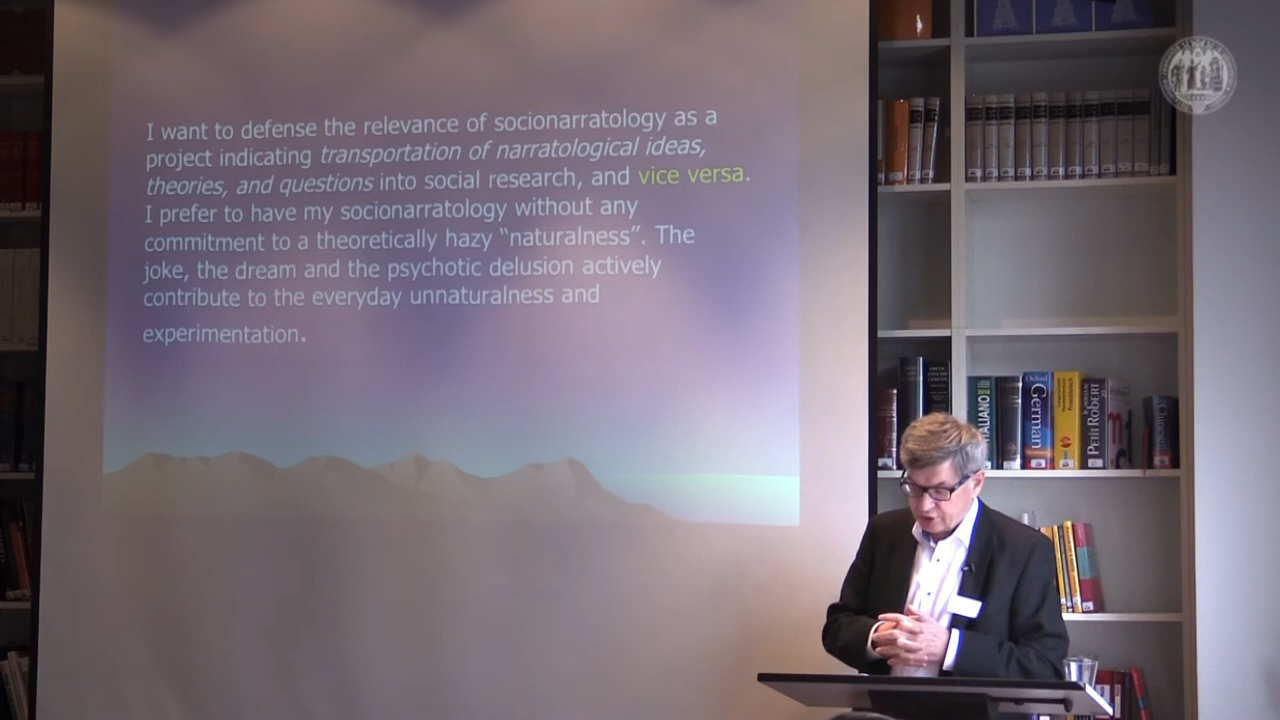 I want to defense the relevance of socionarratology as a
project indicating transportation of narratological ideas,
theories, and questions into social research, and vice versa.
I prefer to have my socionarratology without any
commitment to a theoretically hazy “naturalness”. The
joke, the dream and the psychotic delusion actively
contribute to the everyday unnaturalness and
experimentation.
ITALIANO
Oxford
German
PETIT ROBERT